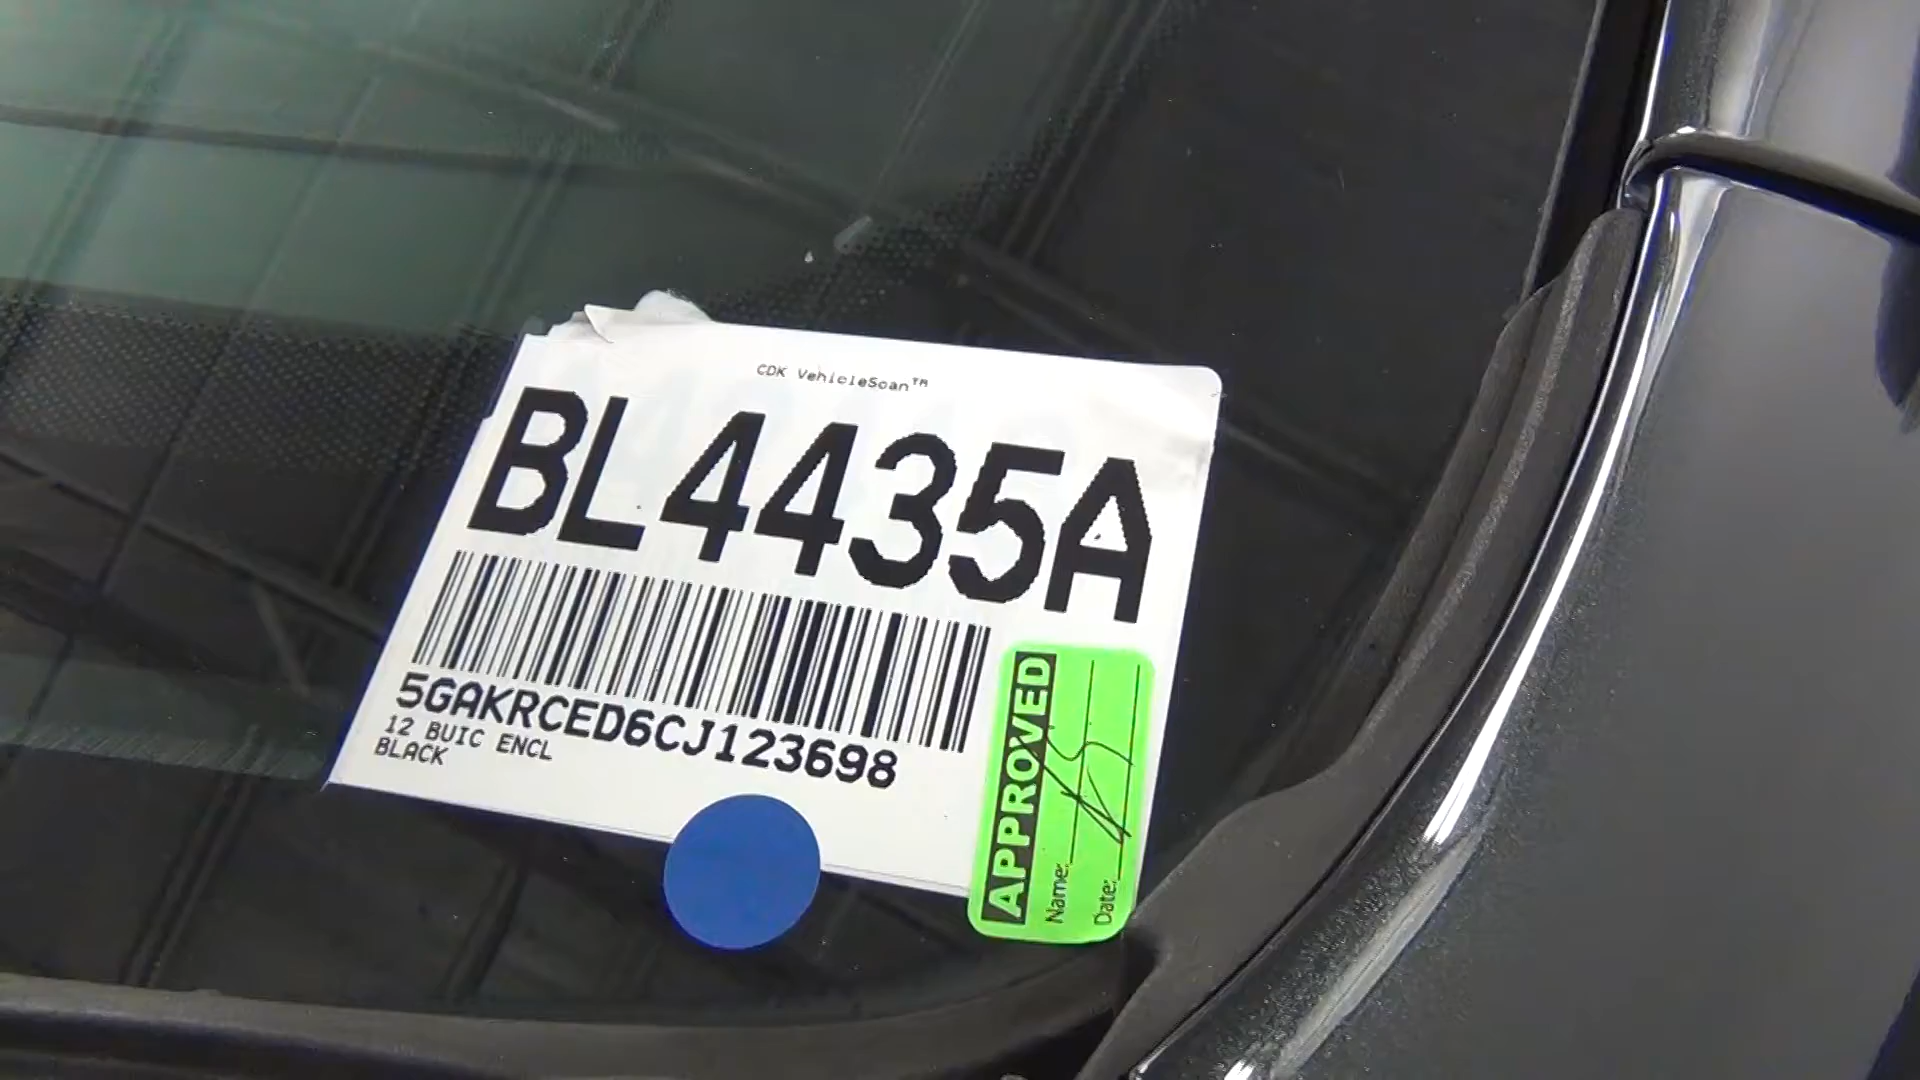 CDK VehicleScan™
BL4435A
5GAKRCED6CJ123698
12 BUIC ENCL
BLACK
APPROVED
Name:
Date: